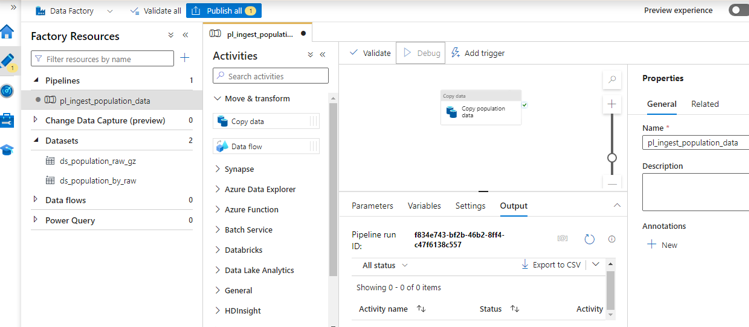 Data Factory
Validate all
Publish all 1
Preview experience
Factory Resources
Filter resources by name
Pipelines 1
pl_ingest_population_data
Change Data Capture (preview) 0
Datasets 2
ds_population_raw_gz
ds_population_by_raw
Data flows 0
Power Query 0
pl_ingest_populati...
Activities
Search activities
Move & transform
Copy data
Data flow
Synapse
Azure Data Explorer
Azure Function
Batch Service
Databricks
Data Lake Analytics
General
HDInsight
Validate
Debug
Add trigger
Copy data
Copy population
data
Parameters
Variables
Settings
Output
Pipeline run
ID:
f834e743-bf2b-46b2-8ff4-
c47f6138c557
All status
Export to CSV
Showing 0 - 0 of 0 items
Activity name
Status
Activity
Properties
General
Related
Name *
pl_ingest_population_data
Description
Annotations
New